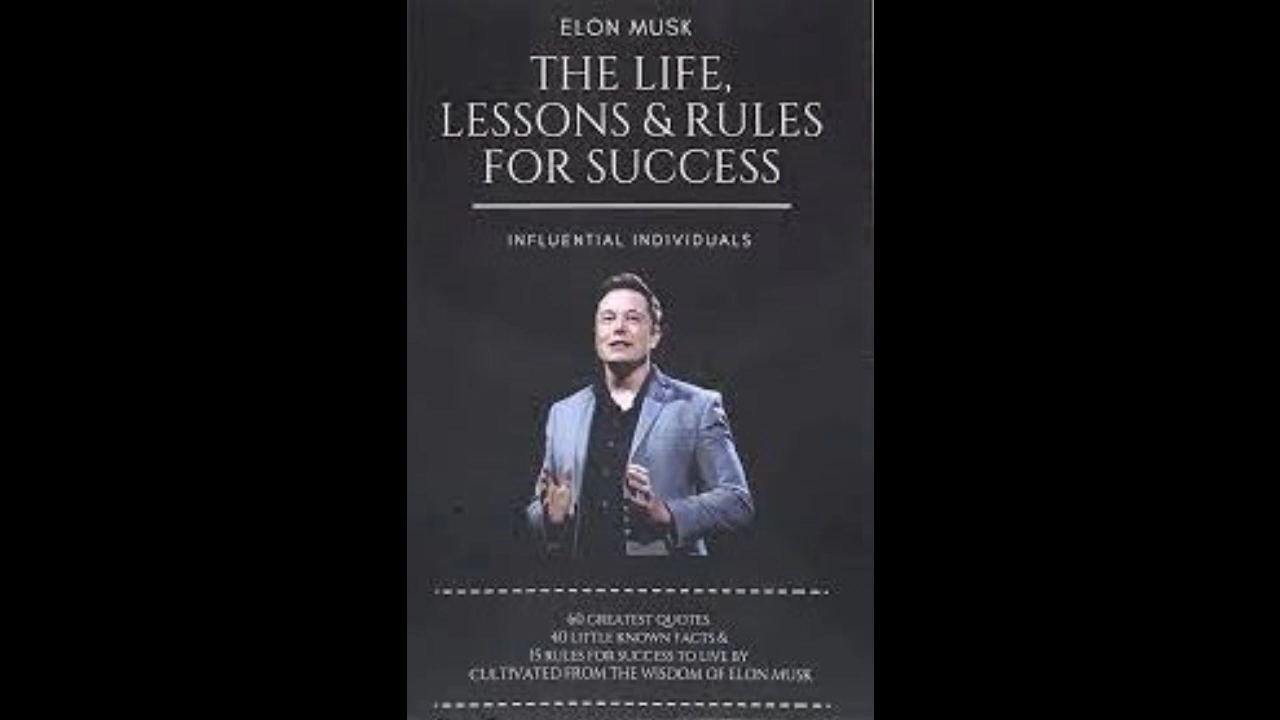 ELON MUSK
THE LIFE,
LESSONS & RULES
FOR SUCCESS
INFLUENTIAL INDIVIDUALS
60 GREATEST QUOTES
40 LITTLE KNOWN FACTS &
15 RULES FOR SUCCESS TO LIVE BY
CULTIVATED FROM THE WISDOM OF ELON MUSK